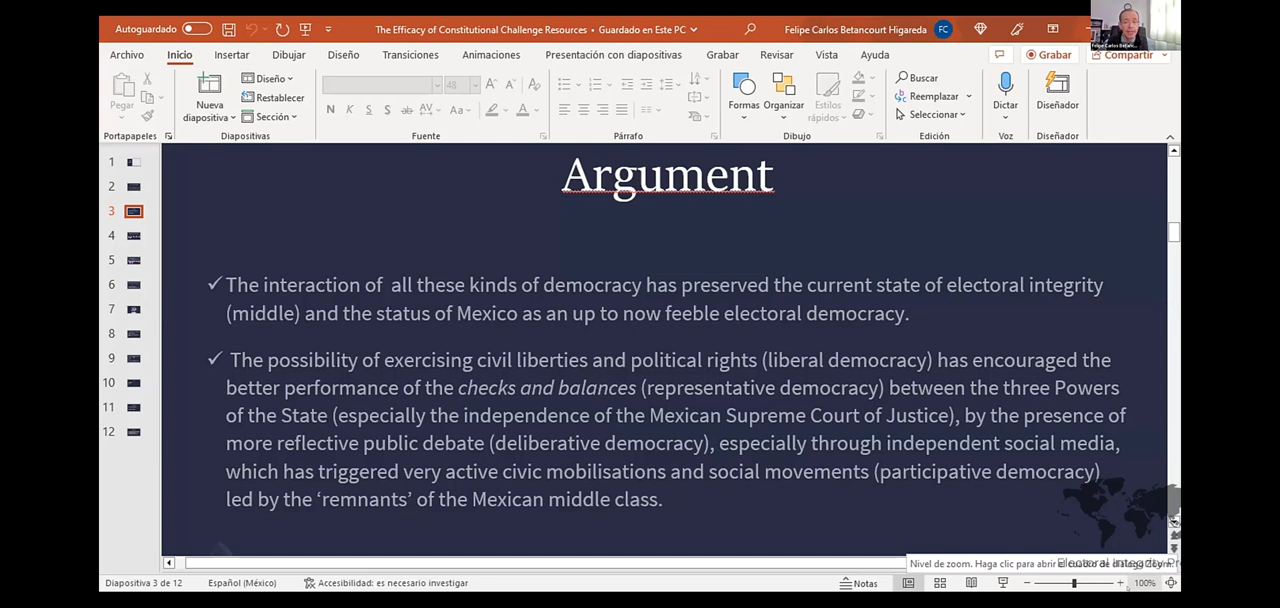 Autoguardado
The Efficacy of Constitutional Challenge Resources • Guardado en Este PC
Felipe Carlos Betancourt Higareda
FC
Archivo Inicio Insertar Dibujar Diseño Transiciones Animaciones Presentación con diapositivas Grabar Revisar Vista Ayuda
Grabar
Compartir
Pegar
Nueva
diapositiva
Diseño
Restablecer
Sección
48
N K S S ab AV Aa A
Formas
Organizar
Estilos
rápidos
Buscar
Reemplazar
Seleccionar
Dictar
Diseñador
Portapapeles Diapositivas Fuente Párrafo Dibujo Edición Voz Diseñador
1
2
3
4
5
6
7
8
9
10
11
12
Argument
✓ The interaction of all these kinds of democracy has preserved the current state of electoral integrity
(middle) and the status of Mexico as an up to now feeble electoral democracy.
✓ The possibility of exercising civil liberties and political rights (liberal democracy) has encouraged the
better performance of the checks and balances (representative democracy) between the three Powers
of the State (especially the independence of the Mexican Supreme Court of Justice), by the presence of
more reflective public debate (deliberative democracy), especially through independent social media,
which has triggered very active civic mobilisations and social movements (participative democracy)
led by the ‘remnants’ of the Mexican middle class.
Nivel de zoom. Haga clic para abrir el cuadro de diálogo Zoom.
Diapositiva 3 de 12 Español (México) Accesibilidad: es necesario investigar Notas 100%